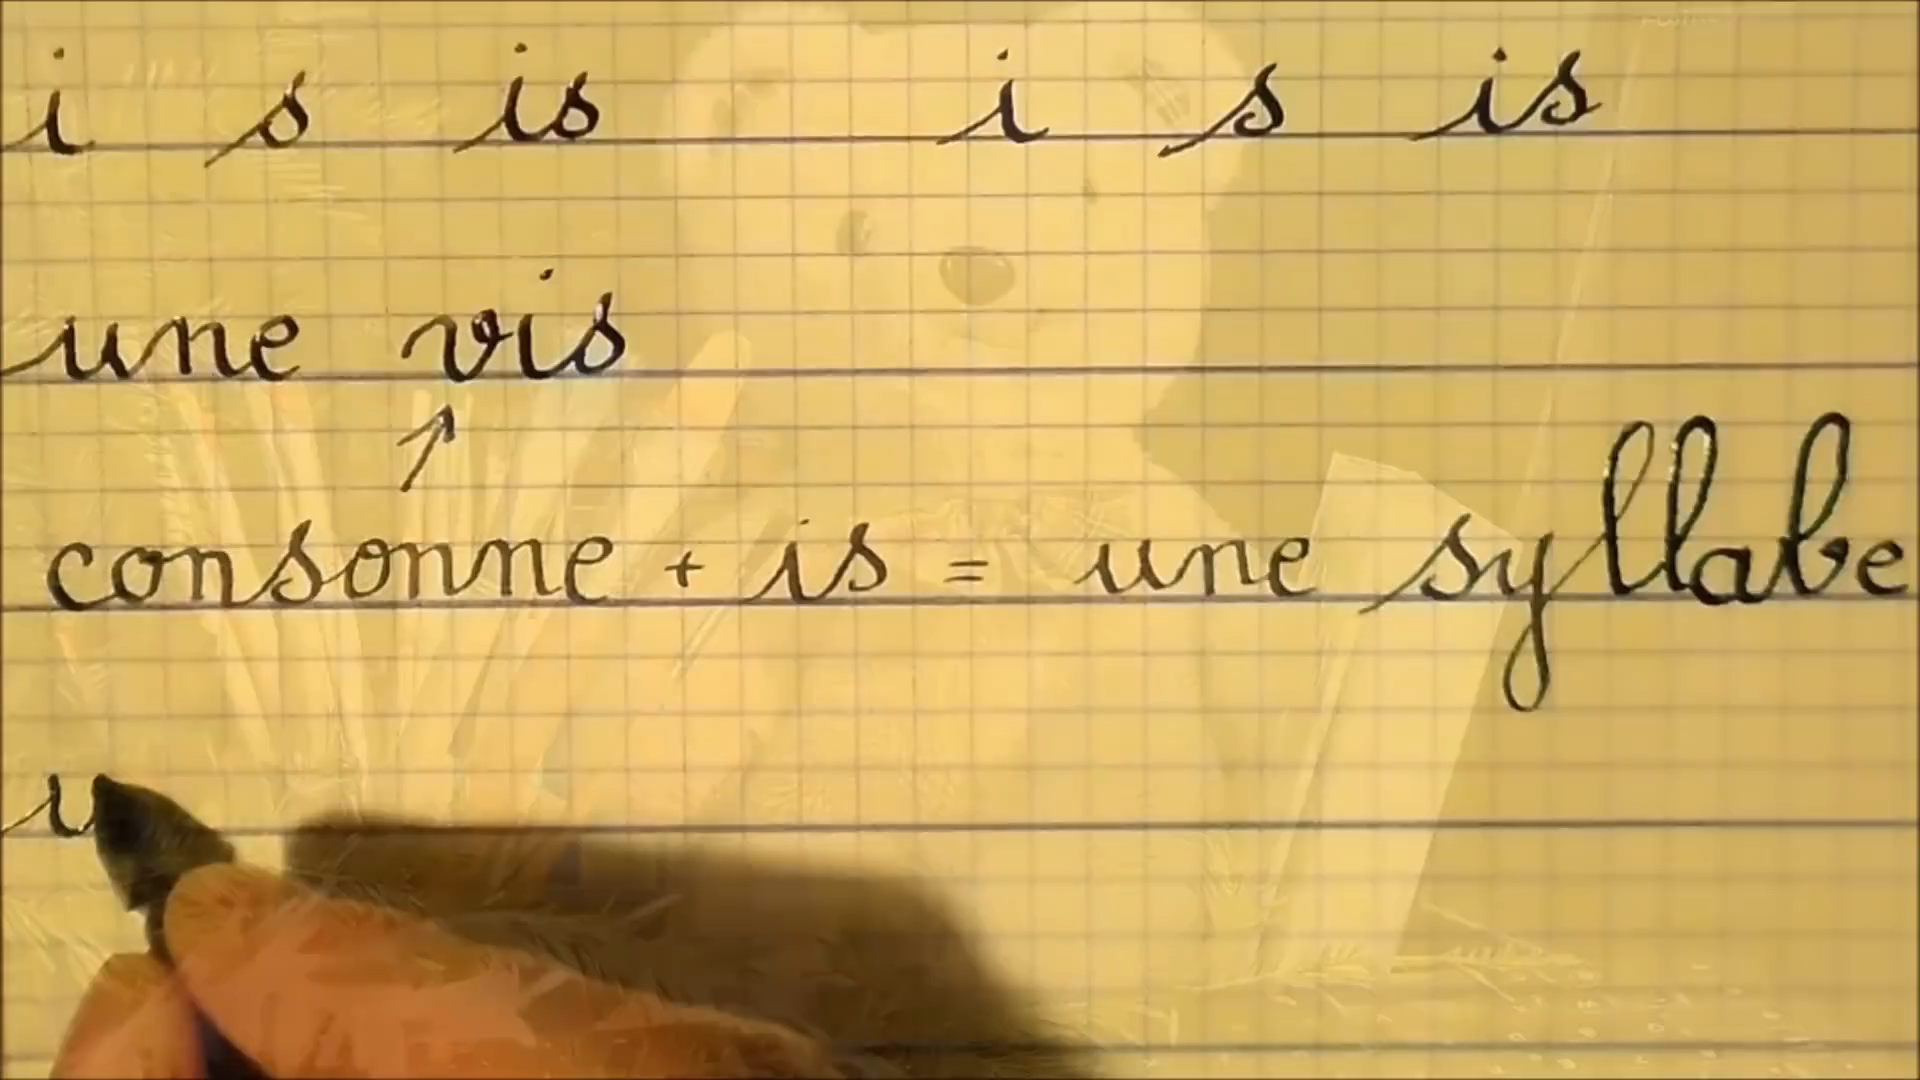 i s is i s is
une vis
consonne + is = une syllabe